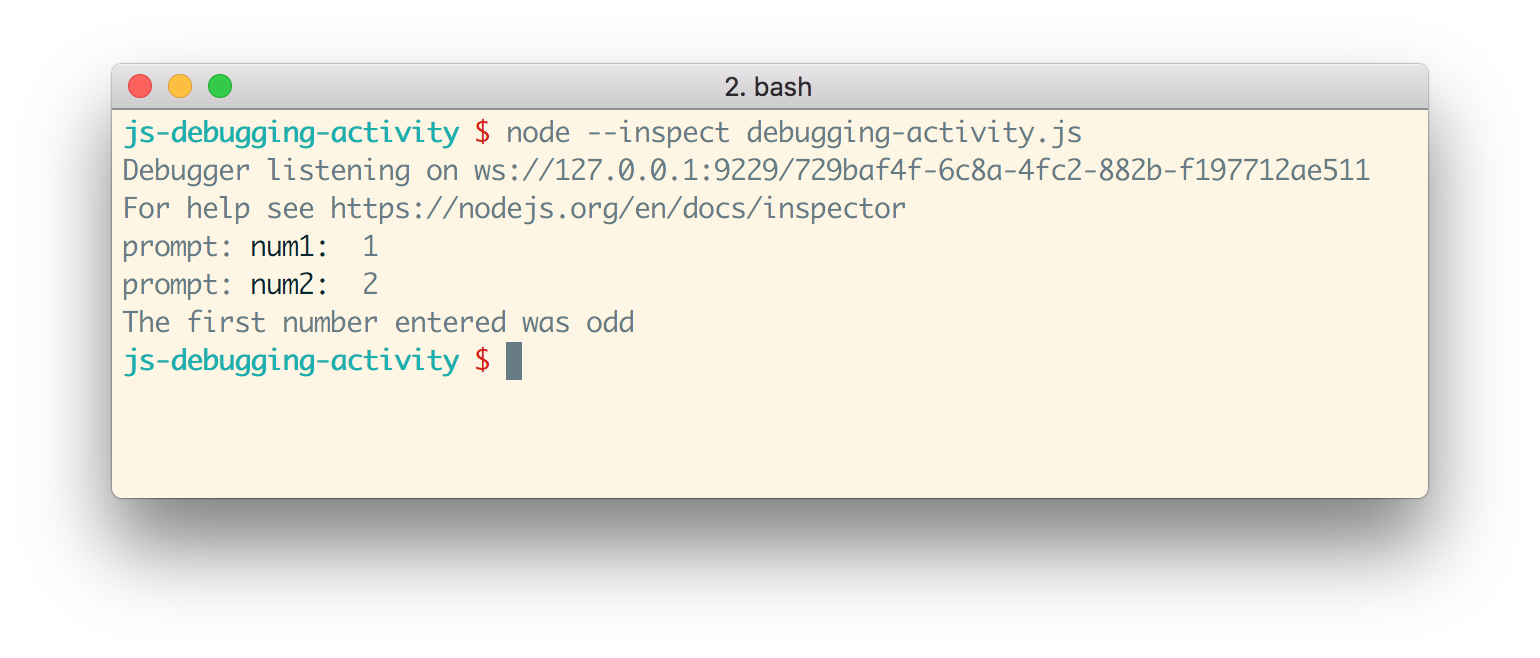 2. bash
js-debugging-activity $ node --inspect debugging-activity.js
Debugger listening on ws://127.0.0.1:9229/729baf4f-6c8a-4fc2-882b-f197712ae511
For help see https://nodejs.org/en/docs/inspector
prompt: num1:  1
prompt: num2:  2
The first number entered was odd
js-debugging-activity $